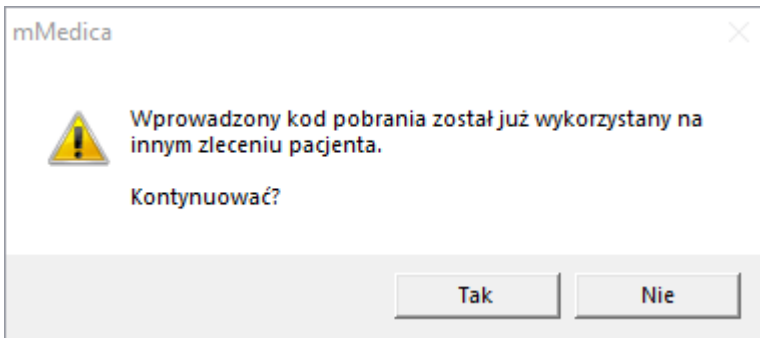 mMedica
Wprowadzony kod pobrania został już wykorzystany na
innym zleceniu pacjenta.
Kontynuować?
Tak
Nie